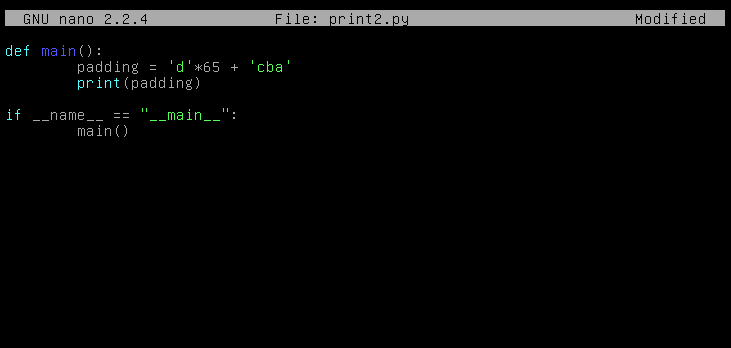 GNU nano 2.2.4 File: print2.py Modified
def main():
padding = 'd'*65 + 'cba'
print(padding)
if __name__ == "__main__":
main()